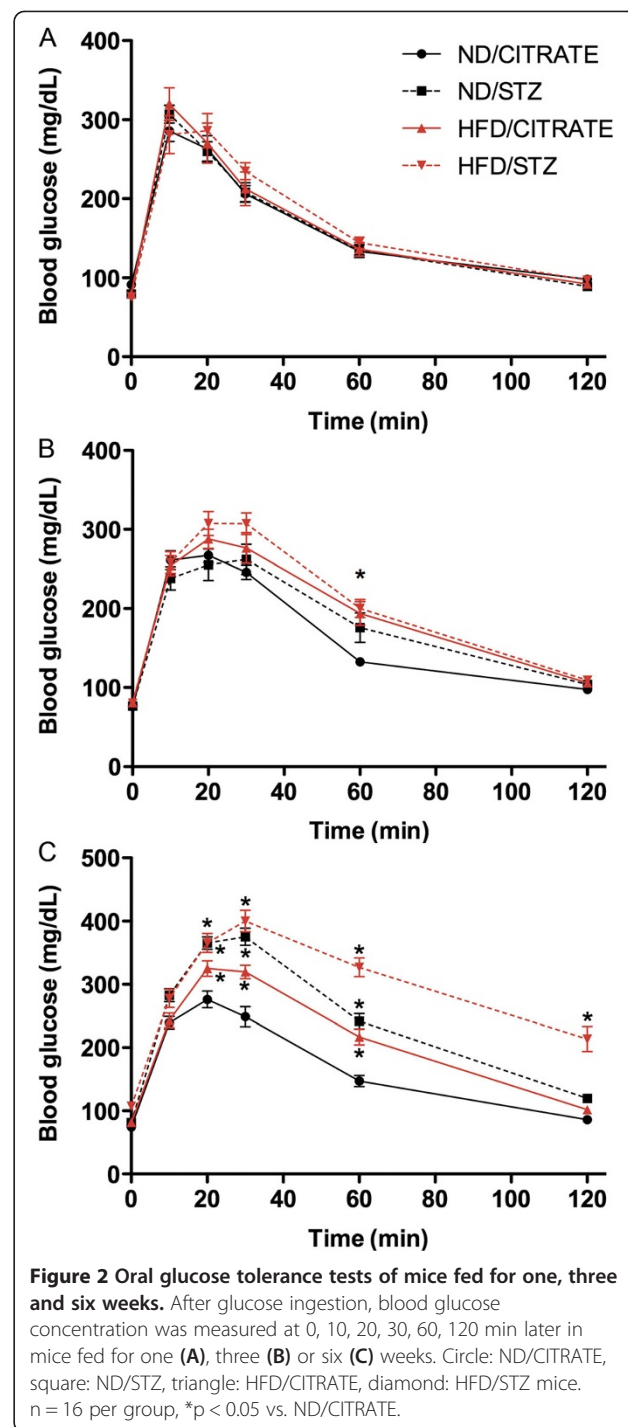 A
400
300
200
100
0
Blood glucose (mg/dL)
ND/CITRATE
ND/STZ
HFD/CITRATE
HFD/STZ
0 20 40 60 80 100 120
Time (min)
B
400
300
200
100
0
Blood glucose (mg/dL)
*
0 20 40 60 80 100 120
Time (min)
C
500
400
300
200
100
0
Blood glucose (mg/dL)
* * * * * * * *
0 20 40 60 80 100 120
Time (min)
Figure 2 Oral glucose tolerance tests of mice fed for one, three
and six weeks. After glucose ingestion, blood glucose
concentration was measured at 0, 10, 20, 30, 60, 120 min later in
mice fed for one (A), three (B) or six (C) weeks. Circle: ND/CITRATE,
square: ND/STZ, triangle: HFD/CITRATE, diamond: HFD/STZ mice.
n = 16 per group, *p < 0.05 vs. ND/CITRATE.